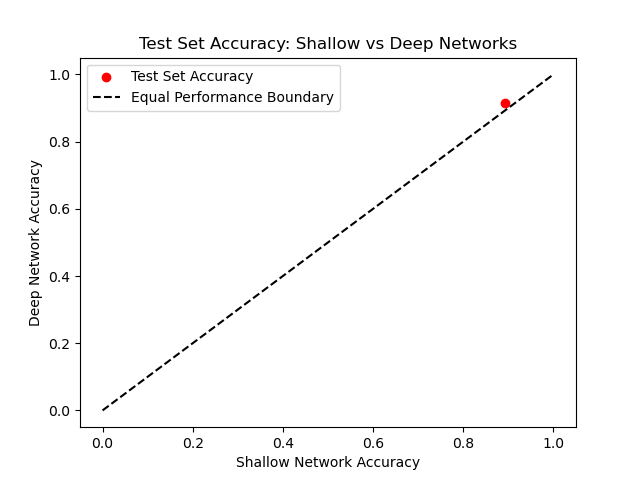 Test Set Accuracy: Shallow vs Deep Networks
Test Set Accuracy
Equal Performance Boundary
1.0
0.8
0.6
0.4
0.2
0.0
Deep Network Accuracy
0.0 0.2 0.4 0.6 0.8 1.0
Shallow Network Accuracy